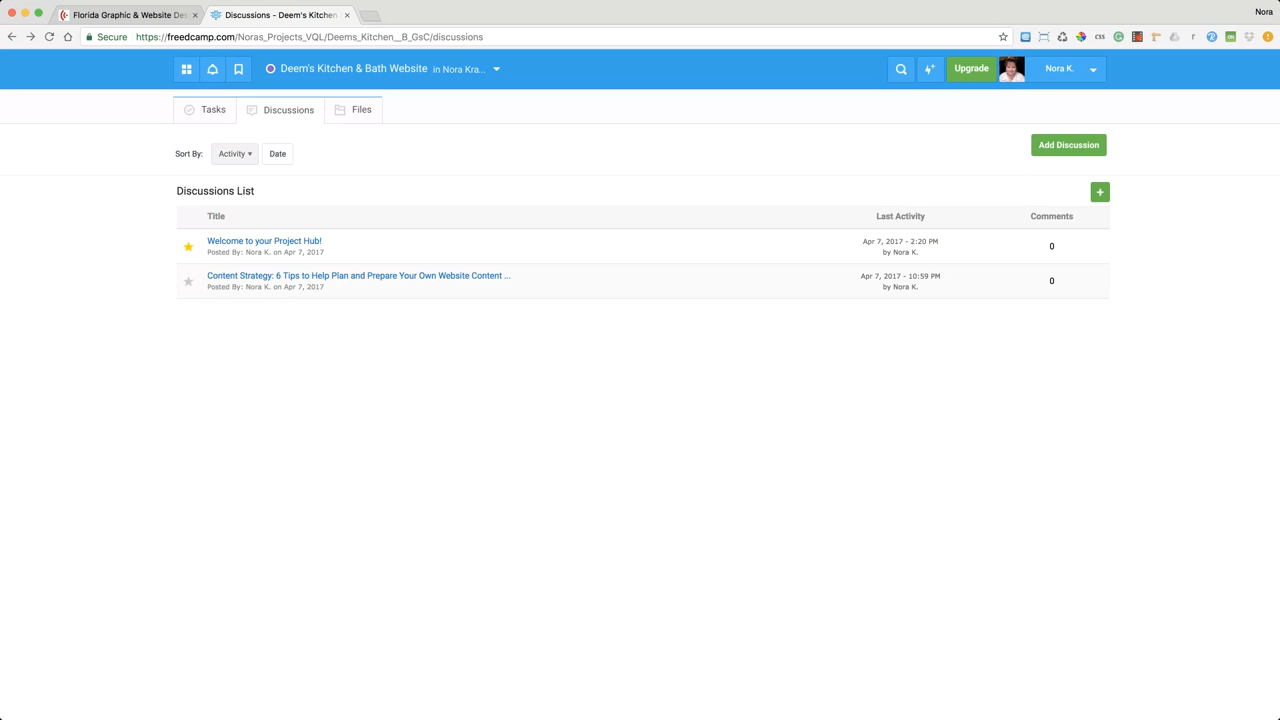 Florida Graphic & Website Des
Discussions - Deem's Kitchen
Nora
Secure
https://freedcamp.com/Noras_Projects_VQL/Deems_Kitchen__B_GsC/discussions
Deem's Kitchen & Bath Website in Nora Kra...
Upgrade
Nora K.
Tasks
Discussions
Files
Sort By: Activity Date
Add Discussion
Discussions List
+
Title Last Activity Comments
Welcome to your Project Hub!
Posted By: Nora K. on Apr 7, 2017
Apr 7, 2017 - 2:20 PM
by Nora K.
0
Content Strategy: 6 Tips to Help Plan and Prepare Your Own Website Content ...
Posted By: Nora K. on Apr 7, 2017
Apr 7, 2017 - 10:59 PM
by Nora K.
0